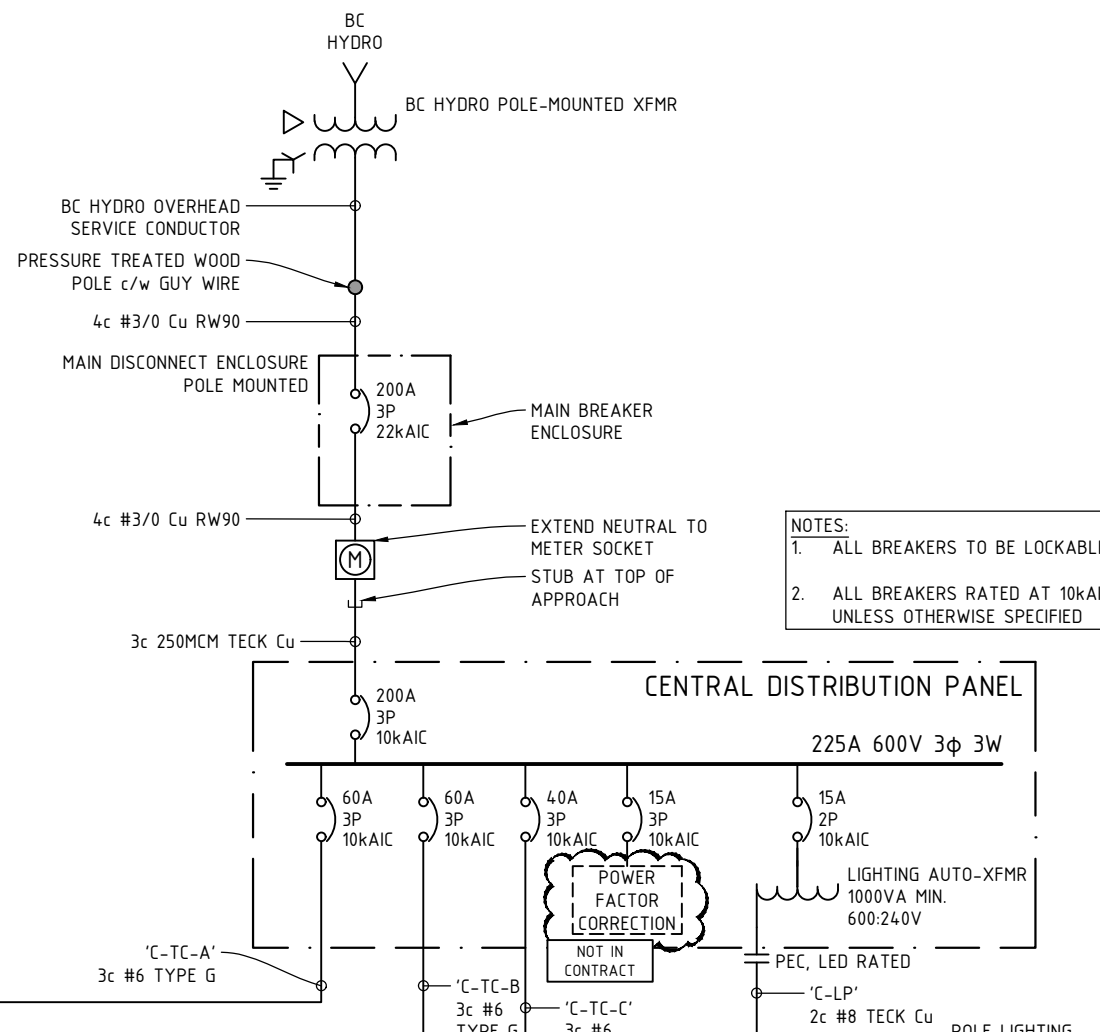 BC
HYDRO
BC HYDRO POLE-MOUNTED XFMR
BC HYDRO OVERHEAD
SERVICE CONDUCTOR
PRESSURE TREATED WOOD
POLE c/w GUY WIRE
4c #3/0 Cu RW90
MAIN DISCONNECT ENCLOSURE
POLE MOUNTED
200A
3P
22kAIC
MAIN BREAKER
ENCLOSURE
4c #3/0 Cu RW90
EXTEND NEUTRAL TO
METER SOCKET
M
STUB AT TOP OF
APPROACH
NOTES:
1. ALL BREAKERS TO BE LOCKABLE
2. ALL BREAKERS RATED AT 10kAI
UNLESS OTHERWISE SPECIFIED
3c 250MCM TECK Cu
CENTRAL DISTRIBUTION PANEL
200A
3P
10kAIC
225A 600V 3ϕ 3W
60A
3P
10kAIC
60A
3P
10kAIC
40A
3P
10kAIC
15A
3P
10kAIC
15A
2P
10kAIC
POWER
FACTOR
CORRECTION
NOT IN
CONTRACT
LIGHTING AUTO-XFMR
1000VA MIN.
600:240V
PEC, LED RATED
'C-TC-A'
3c #6 TYPE G
'C-TC-B
3c #6
TYPE G
'C-TC-C'
3c #6
'C-LP'
2c #8 TECK Cu
POLE LIGHTING